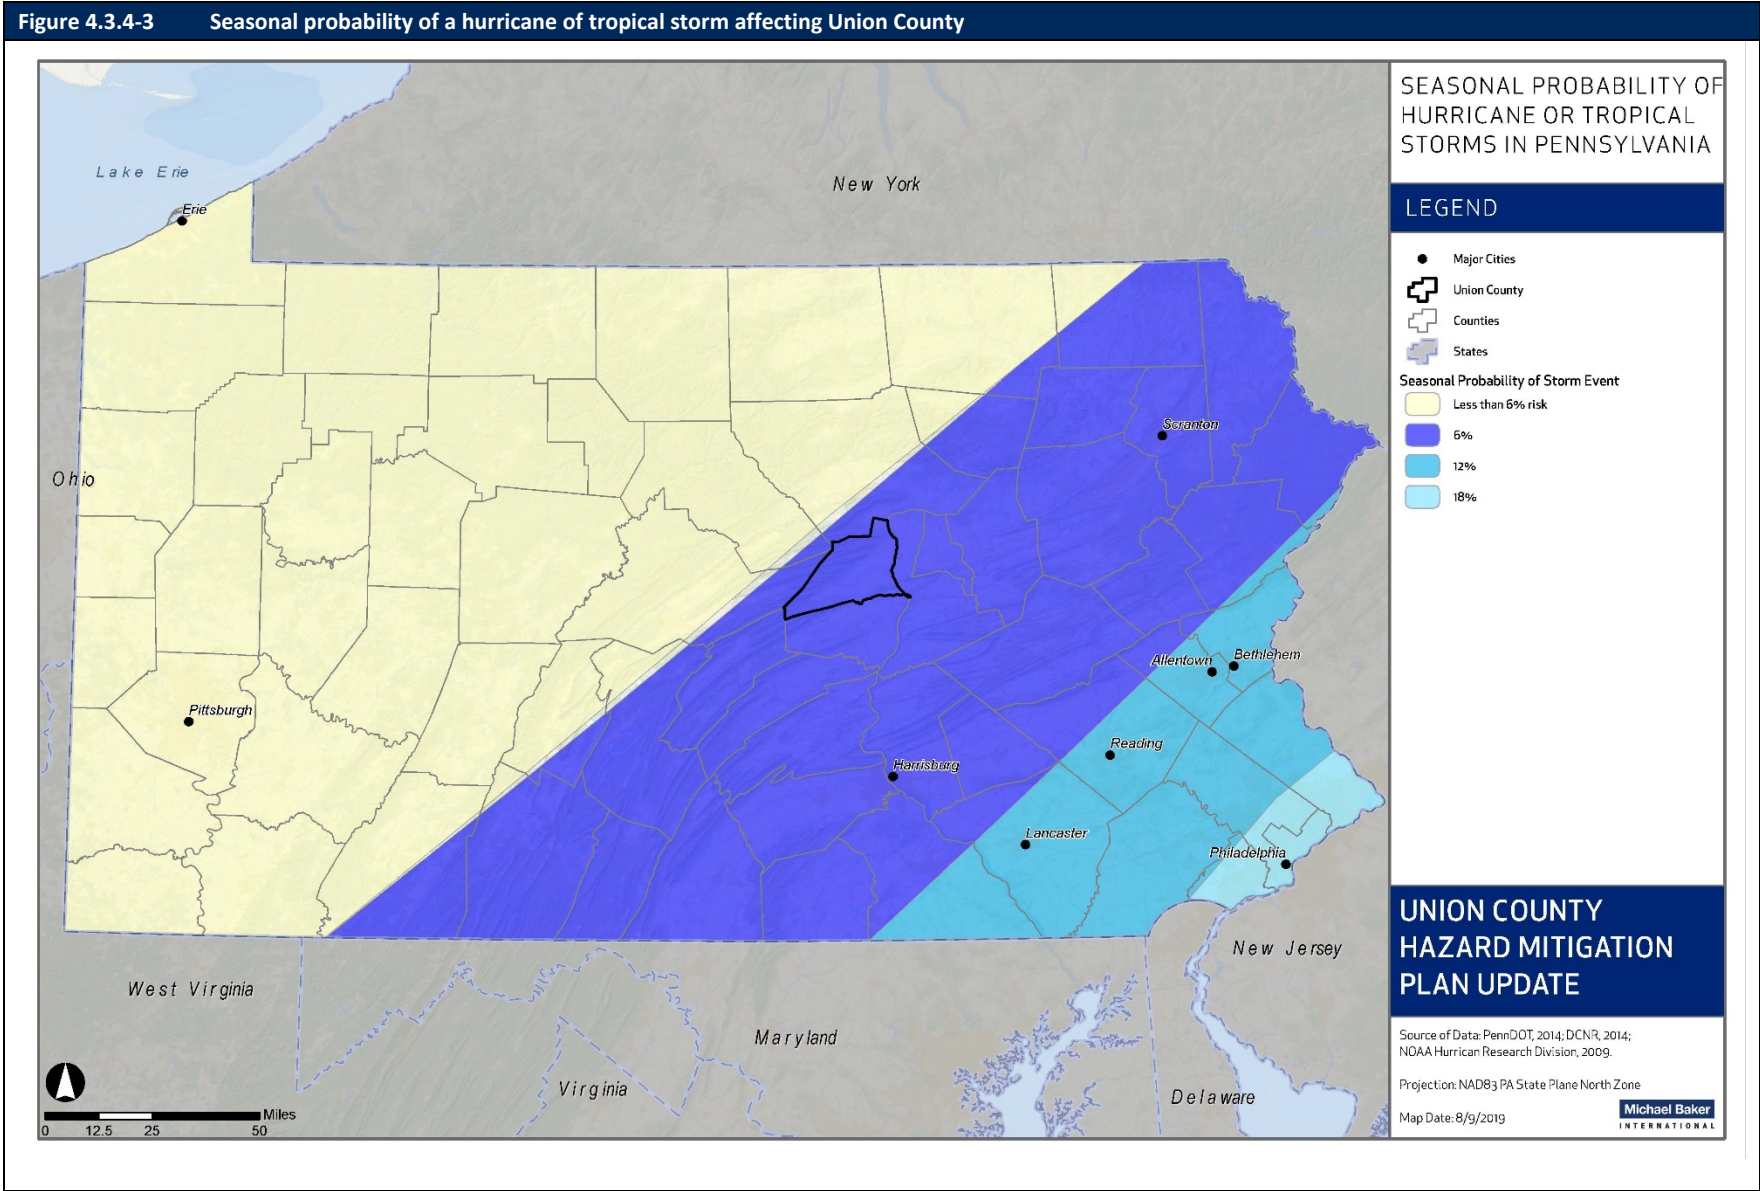 Figure 4.3.4-3 Seasonal probability of a hurricane of tropical storm affecting Union County
SEASONAL PROBABILITY OF
HURRICANE OR TROPICAL
STORMS IN PENNSYLVANIA
LEGEND
Major Cities
Union County
Counties
States
Seasonal Probability of Storm Event
Less than 6% risk
6%
12%
18%
Lake Erie
New York
Erie
Scranton
Ohio
Allentown
Bethlehem
Pittsburgh
Reading
Harrisburg
Lancaster
Philadelphia
New Jersey
West Virginia
Maryland
Virginia
Delaware
Miles
0 12.5 25 50
UNION COUNTY
HAZARD MITIGATION
PLAN UPDATE
Source of Data: PennDOT, 2014; DCNR, 2014;
NOAA Hurrican Research Division, 2009.
Projection: NAD83 PA State Plane North Zone
Map Date: 8/9/2019
Michael Baker
INTERNATIONAL